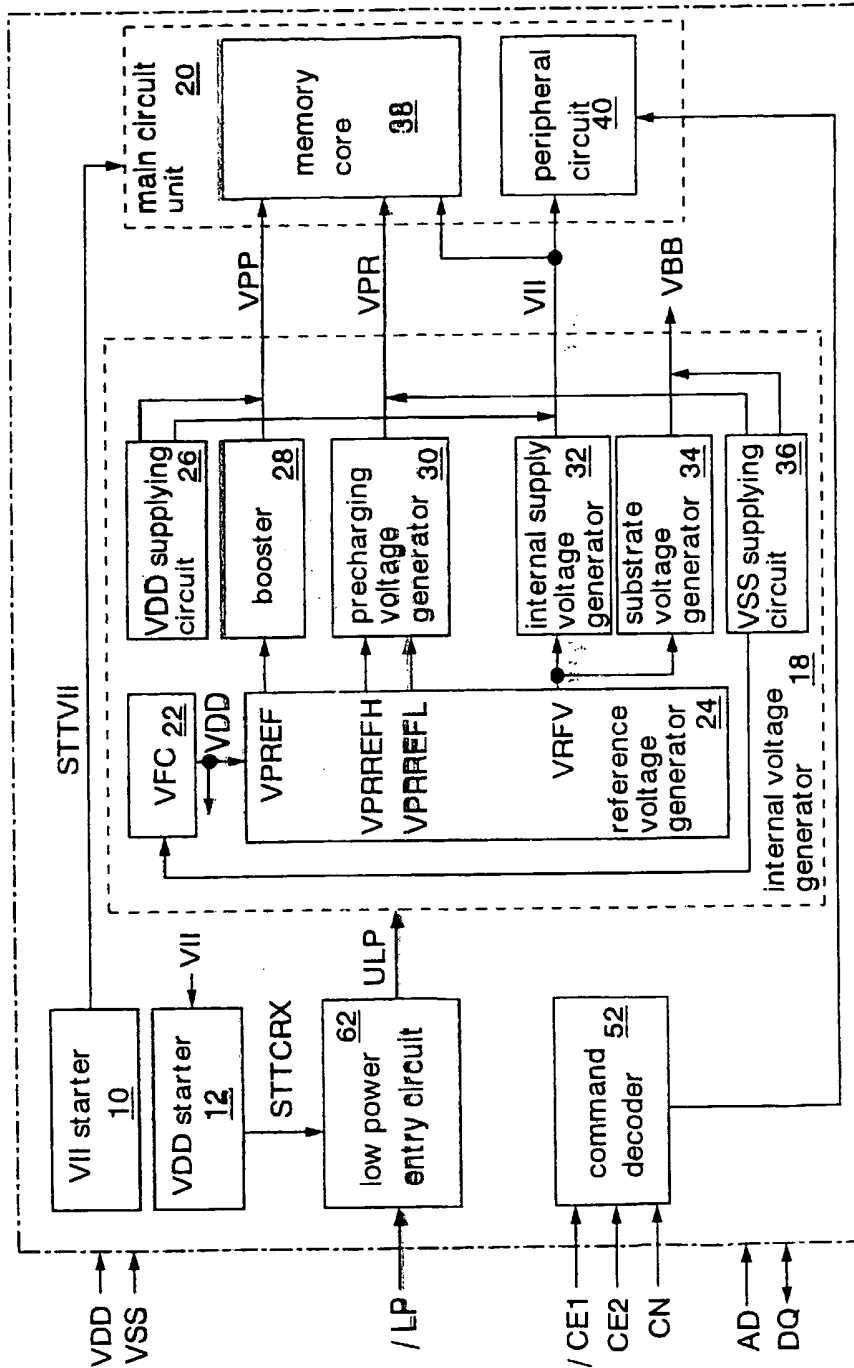 VDD
VSS
/LP
/CE1
CE2
CN
AD
DQ
VII starter
10
VDD starter
12
VII
STTCRX
62
low power
entry circuit
ULP
command
decoder
52
STTVII
VFC 22
VDD
VPREF
VPRREFH
VPRREFL
VRFV
reference
voltage
generator
24
internal voltage
generator
18
VDD supplying
circuit
26
booster
28
precharging
voltage
generator
30
internal supply
voltage
generator
32
substrate
voltage
generator
34
VSS supplying
circuit
36
VPP
VPR
VII
VBB
main circuit
unit
20
memory
core
38
peripheral
circuit
40